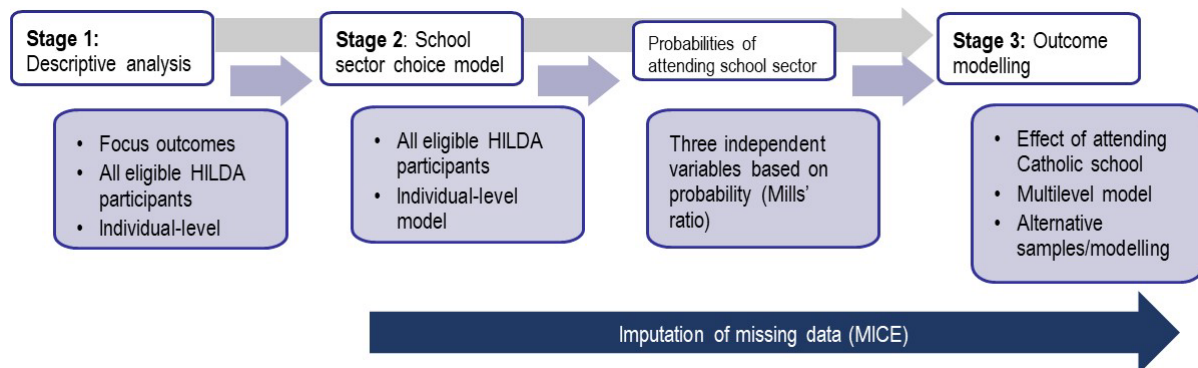 Stage 1:
Descriptive analysis
Stage 2: School
sector choice model
Probabilities of
attending school sector
Stage 3: Outcome
modelling
• Focus outcomes
• All eligible HILDA
participants
• Individual-level
• All eligible HILDA
participants
• Individual-level
model
Three independent
variables based on
probability (Mills'
ratio)
• Effect of attending
Catholic school
• Multilevel model
• Alternative
samples/modelling
Imputation of missing data (MICE)